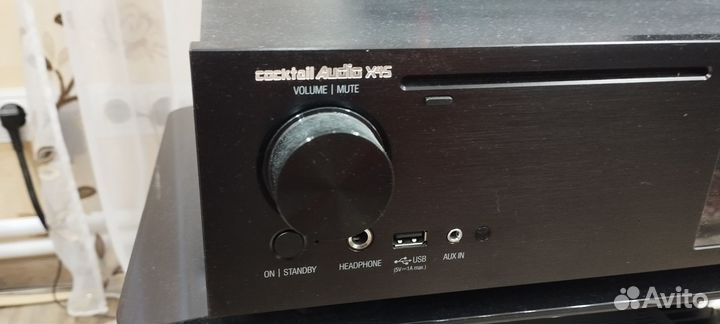 cocktail Audio X45
VOLUME | MUTE
ON | STANDBY
HEADPHONE
USB
(5V⎓1A max.)
AUX IN
Avito